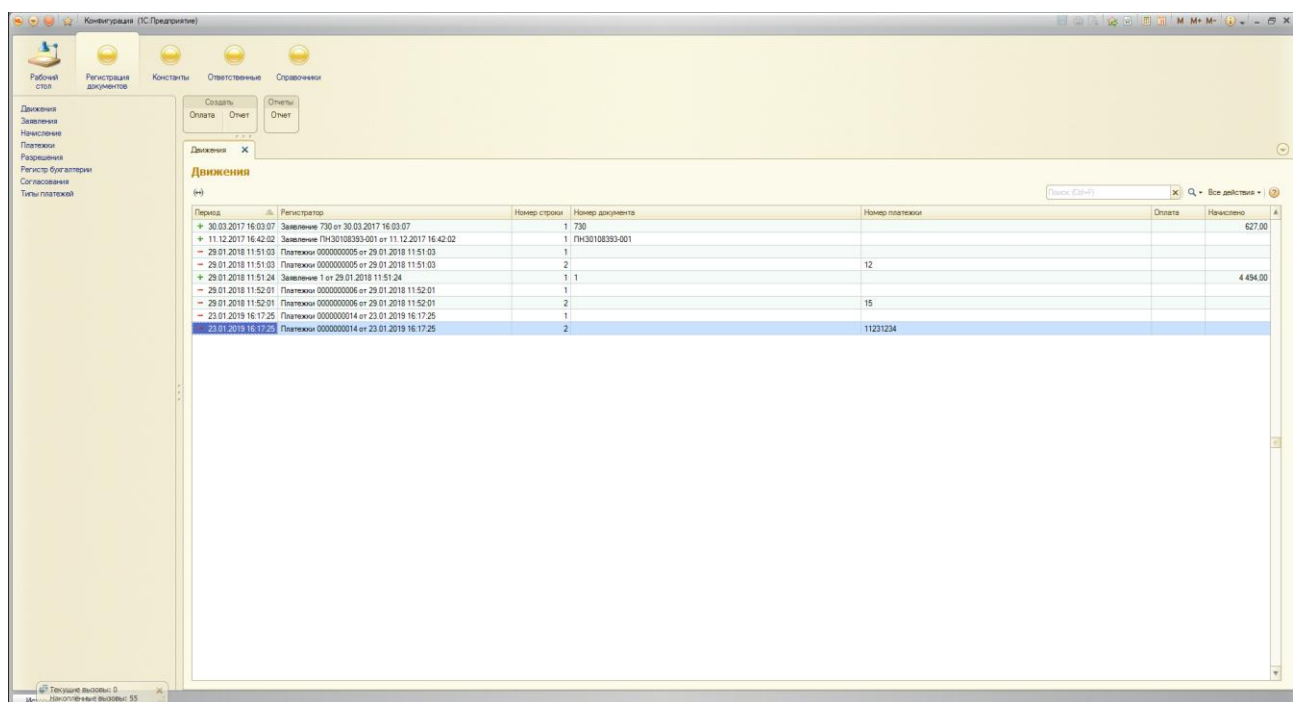 Конфигурация (1С:Предприятие)
M M+ M-
Рабочий стол
Регистрация документов
Константы
Ответственные
Справочники
Движения
Заявления
Начисление
Платежки
Разрешения
Регистр бухгалтерии
Согласования
Типы платежей
Создать
Оплата Отчет
Отчеты
Отчет
Движения
Движения
Поиск (Ctrl+F) Все действия
Период Регистратор Номер строки Номер документа Номер платежки Оплата Начислено
+ 30.03.2017 16:03:07 Заявление 730 от 30.03.2017 16:03:07 1 730 627,00
+ 11.12.2017 16:42:02 Заявление ПН30108393-001 от 11.12.2017 16:42:02 1 ПН30108393-001
- 29.01.2018 11:51:03 Платежки 0000000005 от 29.01.2018 11:51:03 1
- 29.01.2018 11:51:03 Платежки 0000000005 от 29.01.2018 11:51:03 2 12
+ 29.01.2018 11:51:24 Заявление 1 от 29.01.2018 11:51:24 1 1 4 494,00
- 29.01.2018 11:52:01 Платежки 0000000006 от 29.01.2018 11:52:01 1
- 29.01.2018 11:52:01 Платежки 0000000006 от 29.01.2018 11:52:01 2 15
- 23.01.2019 16:17:25 Платежки 0000000014 от 23.01.2019 16:17:25 1
- 23.01.2019 16:17:25 Платежки 0000000014 от 23.01.2019 16:17:25 2 11231234
Текущие вызовы: 0
Накопленные вызовы: 55